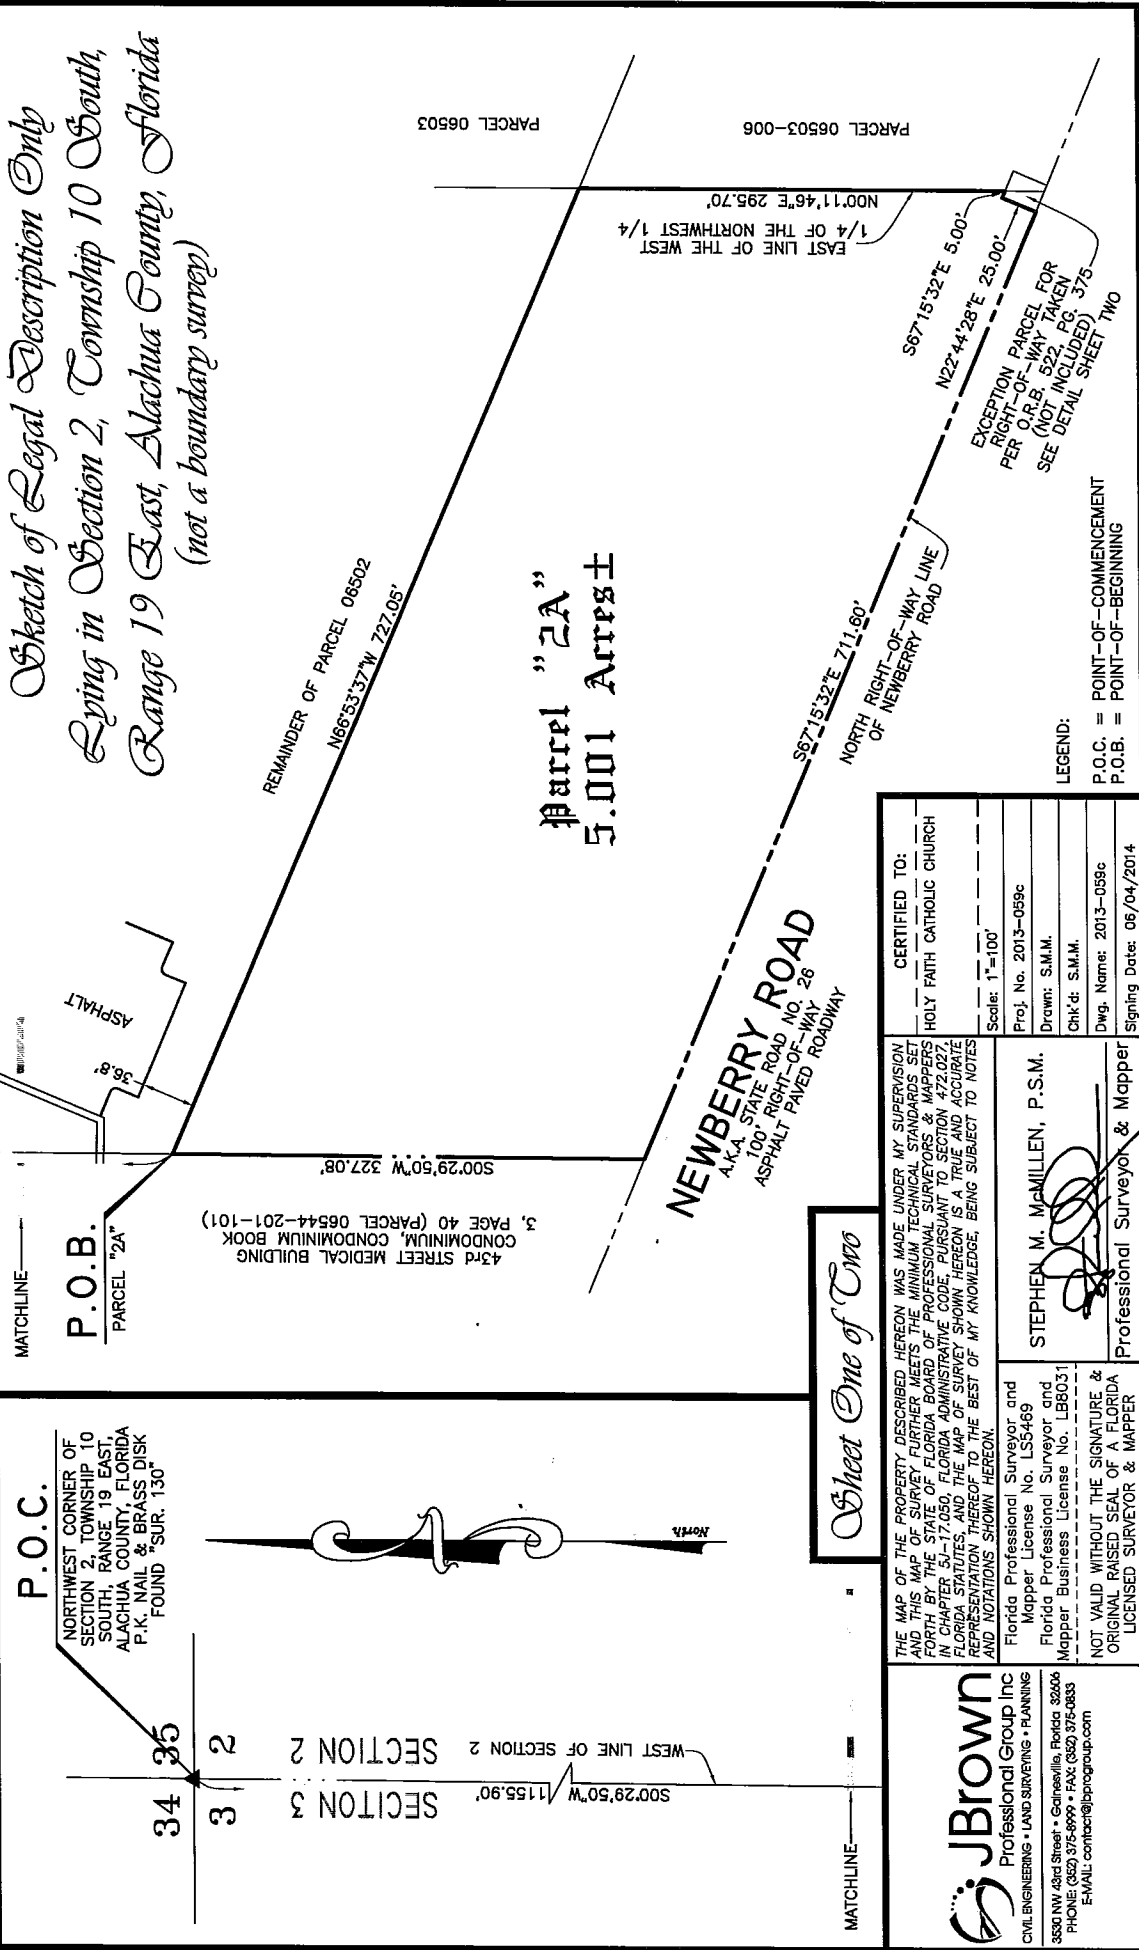 Sketch of Legal Description Only
Lying in Section 2, Township 10 South,
Range 19 East, Alachua County, Florida
(not a boundary survey)
P.O.C.
NORTHWEST CORNER OF
SECTION 2, TOWNSHIP 10
SOUTH, RANGE 19 EAST,
ALACHUA COUNTY, FLORIDA
P.K. NAIL & BRASS DISK
FOUND "SUR. 130"
34
35
3
2
SECITON 3
SECTION 2
S00°29'50"W 1155.90'
WEST LINE OF SECTION 2
MATCHLINE
North
MATCHLINE
P.O.B.
PARCEL "2A"
ASPHALT
36.8'
S00°29'50"W 327.08'
43rd STREET MEDICAL BUILDING
CONDOMINIUM, CONDOMINIUM BOOK
3, PAGE 40 (PARCEL 06544-201-101)
REMAINDER OF PARCEL 06502
N66°53'37"W 727.05'
Parcel "2A"
5.001 Acres±
PARCEL 06503
PARCEL 06503-006
EAST LINE OF THE WEST
1/4 OF THE NORTHWEST 1/4
N00°11'46"E 295.70'
S67°15'32"E 5.00'
N22°44'28"E 25.00'
EXCEPTION PARCEL FOR
RIGHT-OF-WAY TAKEN
PER O.R.B. 522, PG. 375
(NOT INCLUDED)
SEE DETAIL SHEET TWO
S67°15'32"E 711.60'
NORTH RIGHT-OF-WAY LINE
OF NEWBERRY ROAD
NEWBERRY ROAD
A.K.A. STATE ROAD NO. 26
100' RIGHT-OF-WAY
ASPHALT PAVED ROADWAY
LEGEND:
P.O.C. = POINT-OF-COMMENCEMENT
P.O.B. = POINT-OF-BEGINNING
Sheet One of Two
JBrown
Professional Group Inc
CIVIL ENGINEERING • LAND SURVEYING • PLANNING
3530 NW 43rd Street • Gainesville, Florida 32606
PHONE: (352) 375-8999 • FAX: (352) 375-0833
E-MAIL: contact@jbprogroup.com
THE MAP OF THE PROPERTY DESCRIBED HEREON WAS MADE UNDER MY SUPERVISION
AND THIS MAP OF SURVEY FURTHER MEETS THE MINIMUM TECHNICAL STANDARDS SET
FORTH BY THE STATE OF FLORIDA BOARD OF PROFESSIONAL SURVEYORS & MAPPERS
IN CHAPTER 5J-17.050, FLORIDA ADMINISTRATIVE CODE, PURSUANT TO SECTION 472.027,
FLORIDA STATUTES, AND THE MAP OF SURVEY SHOWN HEREON IS A TRUE AND ACCURATE
REPRESENTATION THEREOF TO THE BEST OF MY KNOWLEDGE, BEING SUBJECT TO NOTES
AND NOTATIONS SHOWN HEREON.
Florida Professional Surveyor and
Mapper License No. LS5469
Florida Professional Surveyor and
Mapper Business License No. LB8031
NOT VALID WITHOUT THE SIGNATURE &
ORIGINAL RAISED SEAL OF A FLORIDA
LICENSED SURVEYOR & MAPPER
STEPHEN M. McMILLEN, P.S.M.
Professional Surveyor & Mapper
CERTIFIED TO:
HOLY FAITH CATHOLIC CHURCH
Scale: 1"=100'
Proj. No. 2013-059c
Drawn: S.M.M.
Chk'd: S.M.M.
Dwg. Name: 2013-059c
Signing Date: 06/04/2014